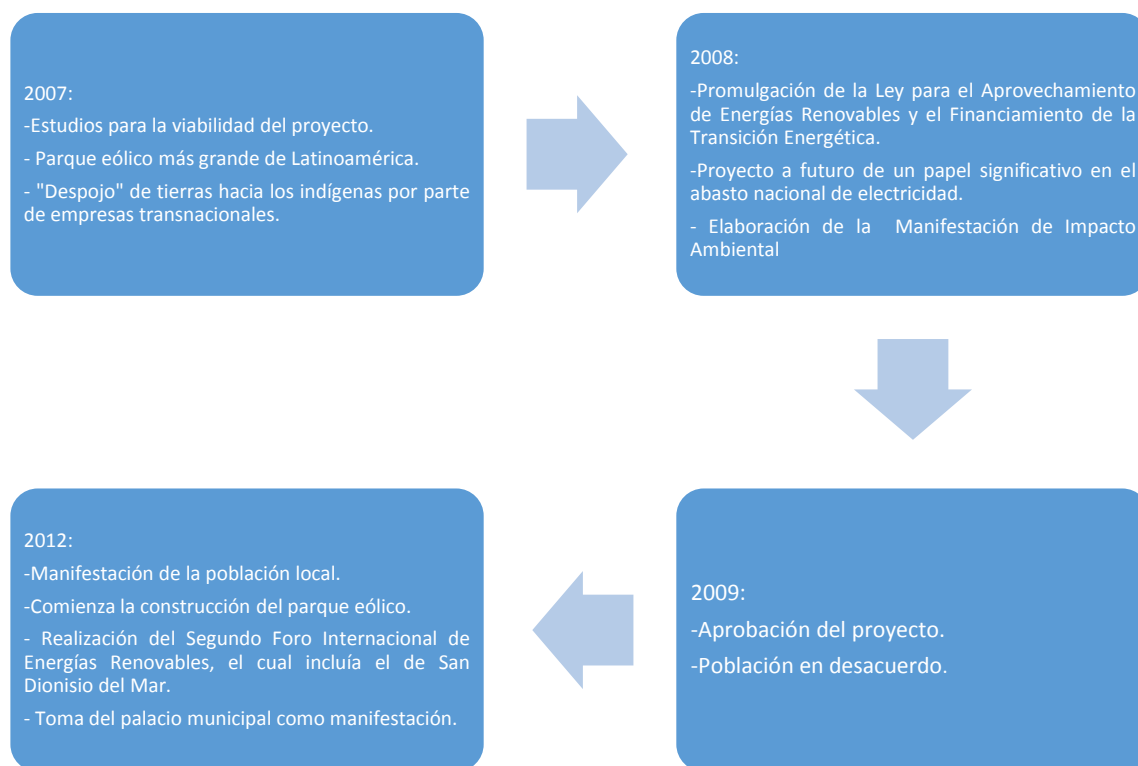 2007:
-Estudios para la viabilidad del proyecto.
- Parque eólico más grande de Latinoamérica.
- "Despojo" de tierras hacia los indígenas por parte
de empresas transnacionales.
2008:
-Promulgación de la Ley para el Aprovechamiento
de Energías Renovables y el Financiamiento de la
Transición Energética.
-Proyecto a futuro de un papel significativo en el
abasto nacional de electricidad.
- Elaboración de la Manifestación de Impacto
Ambiental
2009:
-Aprobación del proyecto.
-Población en desacuerdo.
2012:
-Manifestación de la población local.
-Comienza la construcción del parque eólico.
- Realización del Segundo Foro Internacional de
Energías Renovables, el cual incluía el de San
Dionisio del Mar.
- Toma del palacio municipal como manifestación.